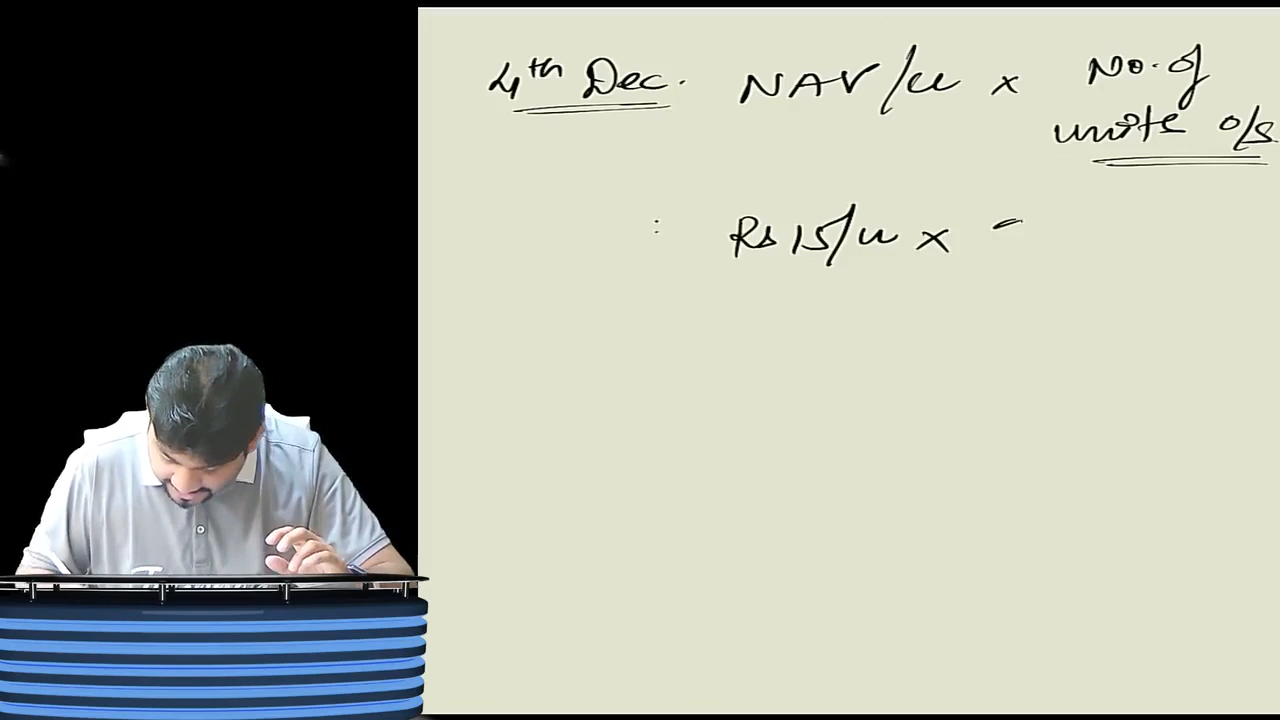 4th Dec. NAV/u × No. of
units o/s
: Rs 15/u ×